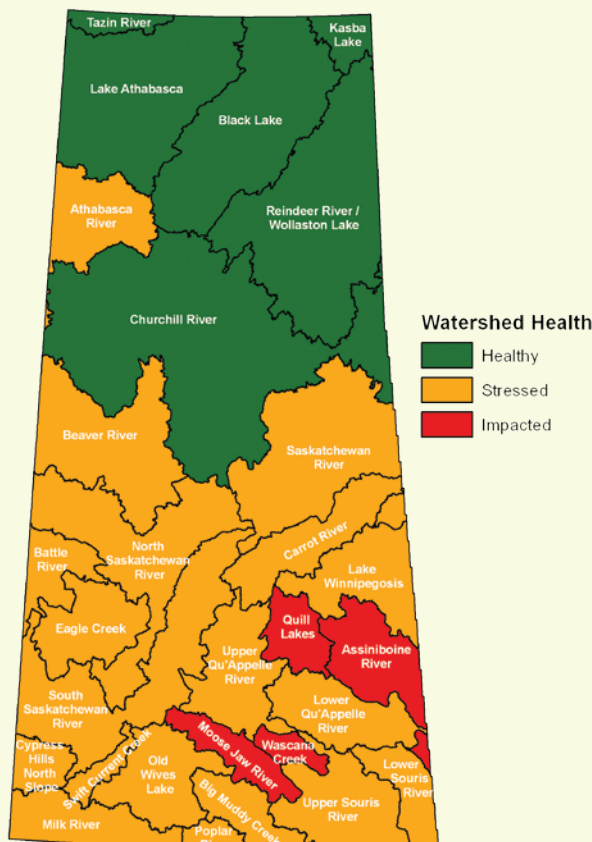 Tazin River
Kasba
Lake
Lake Athabasca
Black Lake
Athabasca
River
Reindeer River /
Wollaston Lake
Churchill River
Watershed Health
Healthy
Stressed
Impacted
Beaver River
Saskatchewan
River
Carrot River
Battle
River
North
Saskatchewan
River
Lake
Winnipegosis
Eagle Creek
Quill
Lakes
Upper
Qu'Appelle
River
Assiniboine
River
South
Saskatchewan
River
Lower
Qu'Appelle
River
Cypress
Hills
North
Slope
Swift Current Creek
Old
Wives
Lake
Moose Jaw River
Wascana
Creek
Lower
Souris
River
Big Muddy Creek
Upper Souris
River
Milk River
Poplar